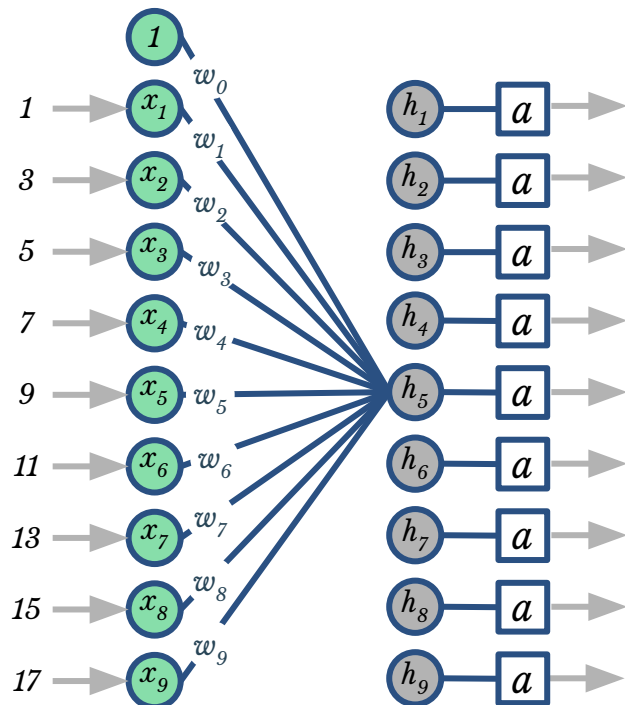 1
w₀
1 x₁ h₁ a
w₁
3 x₂ h₂ a
w₂
5 x₃ h₃ a
w₃
7 x₄ h₄ a
w₄
9 x₅ w₅ h₅ a
11 x₆ w₆ h₆ a
w₇
13 x₇ h₇ a
w₈
15 x₈ h₈ a
w₉
17 x₉ h₉ a